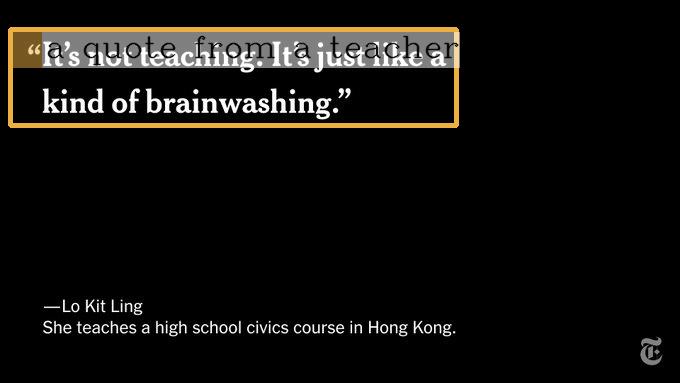 a quote from a teacher
“It’s not teaching. It’s just like a
kind of brainwashing.”
—Lo Kit Ling
She teaches a high school civics course in Hong Kong.
T